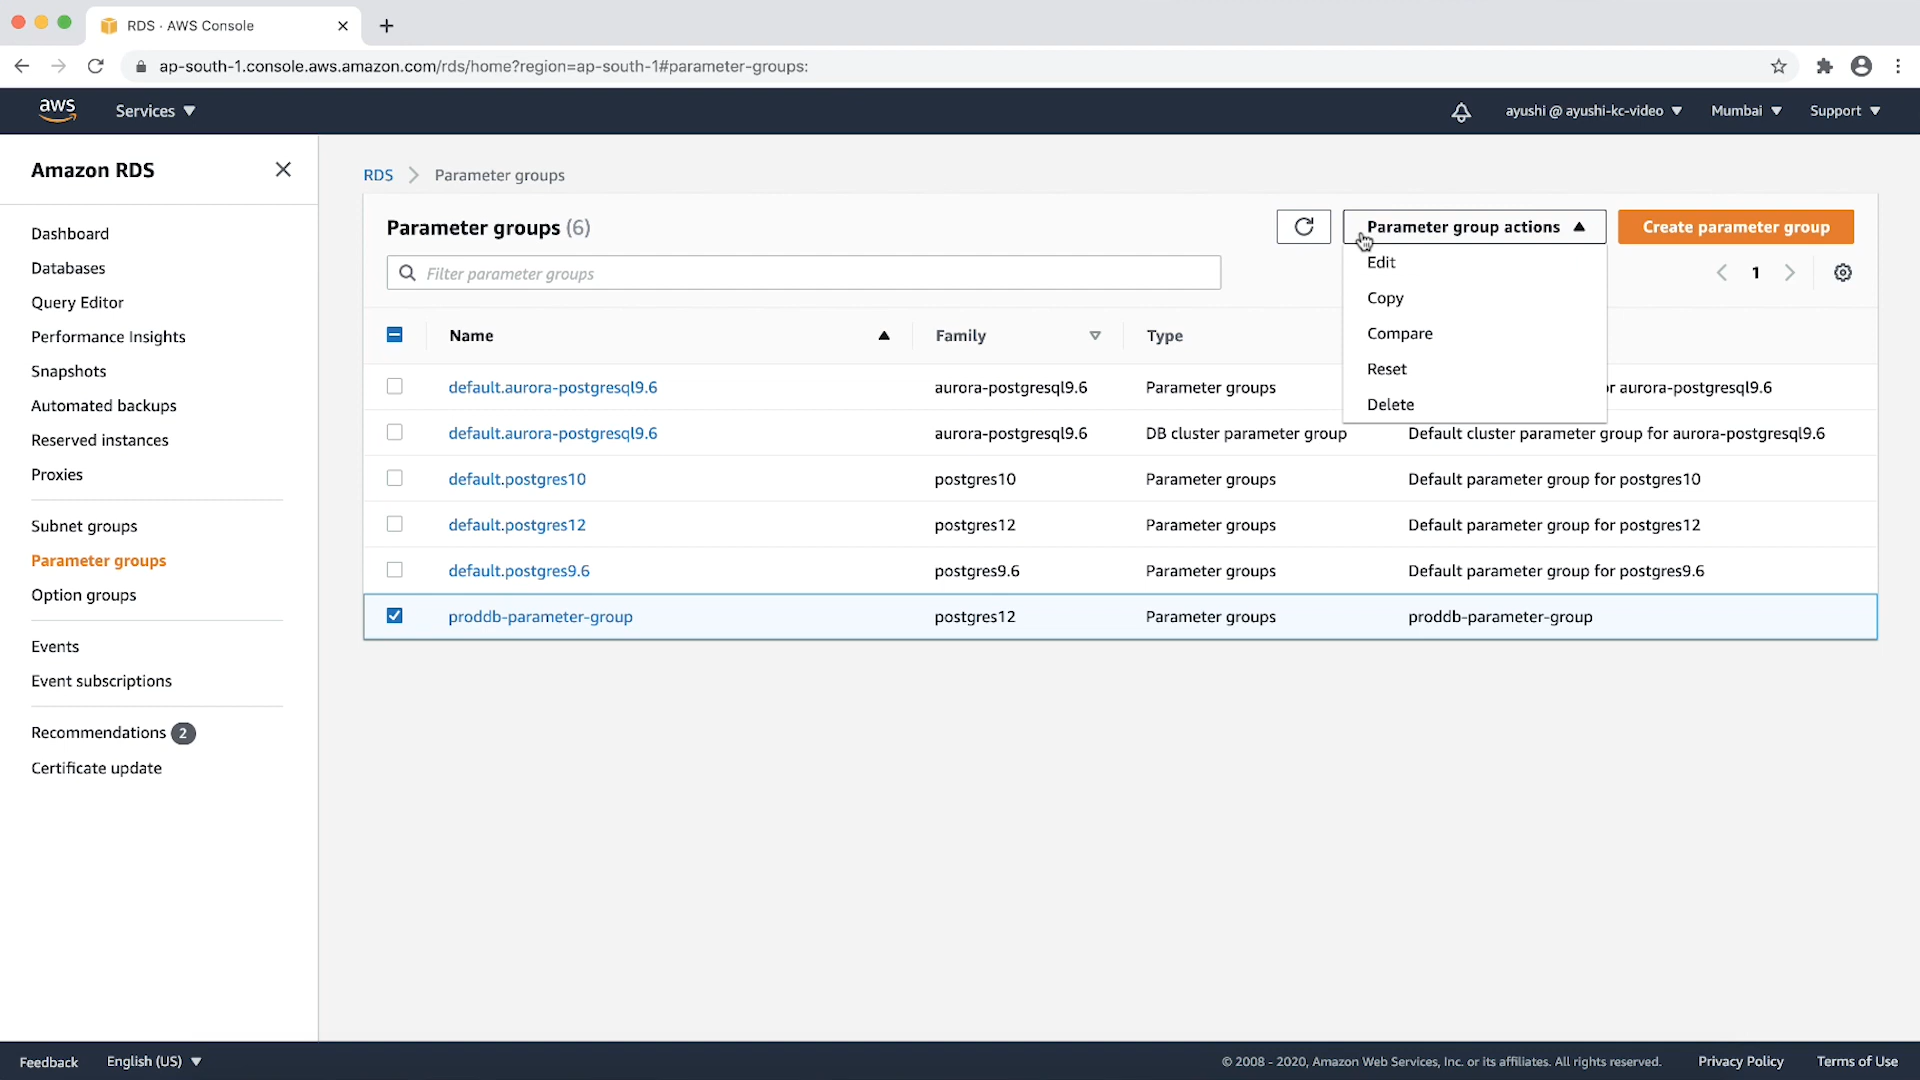 RDS · AWS Console
ap-south-1.console.aws.amazon.com/rds/home?region=ap-south-1#parameter-groups:
aws Services ayushi @ ayushi-kc-video Mumbai Support
Amazon RDS
Dashboard
Databases
Query Editor
Performance Insights
Snapshots
Automated backups
Reserved instances
Proxies
Subnet groups
Parameter groups
Option groups
Events
Event subscriptions
Recommendations 2
Certificate update
RDS Parameter groups
Parameter groups (6) Parameter group actions Create parameter group
Filter parameter groups 1
Edit
Copy
Compare
Reset
Delete
Name Family Type
default.aurora-postgresql9.6 aurora-postgresql9.6 Parameter groups aurora-postgresql9.6
default.aurora-postgresql9.6 aurora-postgresql9.6 DB cluster parameter group Default cluster parameter group for aurora-postgresql9.6
default.postgres10 postgres10 Parameter groups Default parameter group for postgres10
default.postgres12 postgres12 Parameter groups Default parameter group for postgres12
default.postgres9.6 postgres9.6 Parameter groups Default parameter group for postgres9.6
proddb-parameter-group postgres12 Parameter groups proddb-parameter-group
Feedback English (US) © 2008 - 2020, Amazon Web Services, Inc. or its affiliates. All rights reserved. Privacy Policy Terms of Use